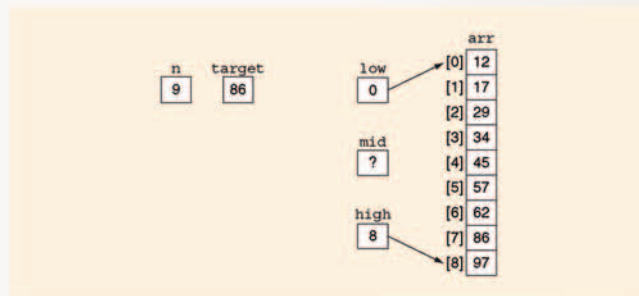 arr
n target low [0] 12
9 86 0 [1] 17
[2] 29
mid [3] 34
? [4] 45
[5] 57
high [6] 62
8 [7] 86
[8] 97